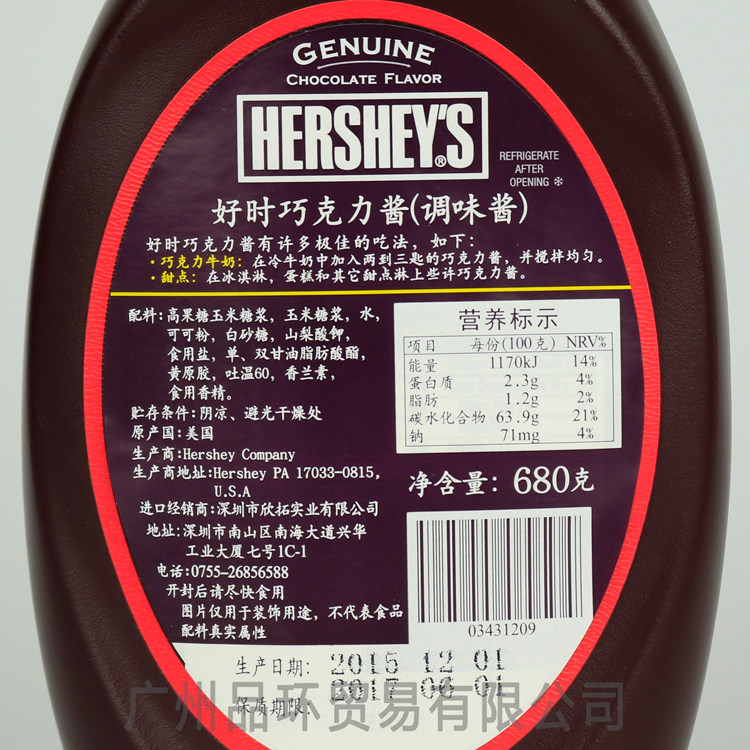 GENUINE
CHOCOLATE FLAVOR
HERSHEY'S®
REFRIGERATE
AFTER
OPENING ❄
好时巧克力酱(调味酱)
好时巧克力酱有许多极佳的吃法，如下：
· 巧克力牛奶：在冷牛奶中加入两到三匙的巧克力酱，并搅拌均匀。
· 甜点：在冰淇淋，蛋糕和其它甜点淋上些许巧克力酱。
配料：高果糖玉米糖浆，玉米糖浆，水，
可可粉，白砂糖，山梨酸钾，
食用盐，单、双甘油脂肪酸酯，
黄原胶，吐温60，香兰素，
食用香精。
贮存条件：阴凉、避光干燥处
原产国：美国
生产商：Hershey Company
生产商地址：Hershey PA 17033-0815,
U.S.A
进口经销商：深圳市欣拓实业有限公司
地址：深圳市南山区南海大道兴华
工业大厦七号1C-1
电话：0755-26856588
开封后请尽快食用
图片仅用于装饰用途，不代表食品
配料真实属性
营养标示
项目 每份(100克) NRV%
能量 1170kJ 14%
蛋白质 2.3g 4%
脂肪 1.2g 2%
碳水化合物 63.9g 21%
钠 71mg 4%
净含量：680克
03431209
生产日期：2015 12 01
保质期限：2017 06 01
广州品环贸易有限公司